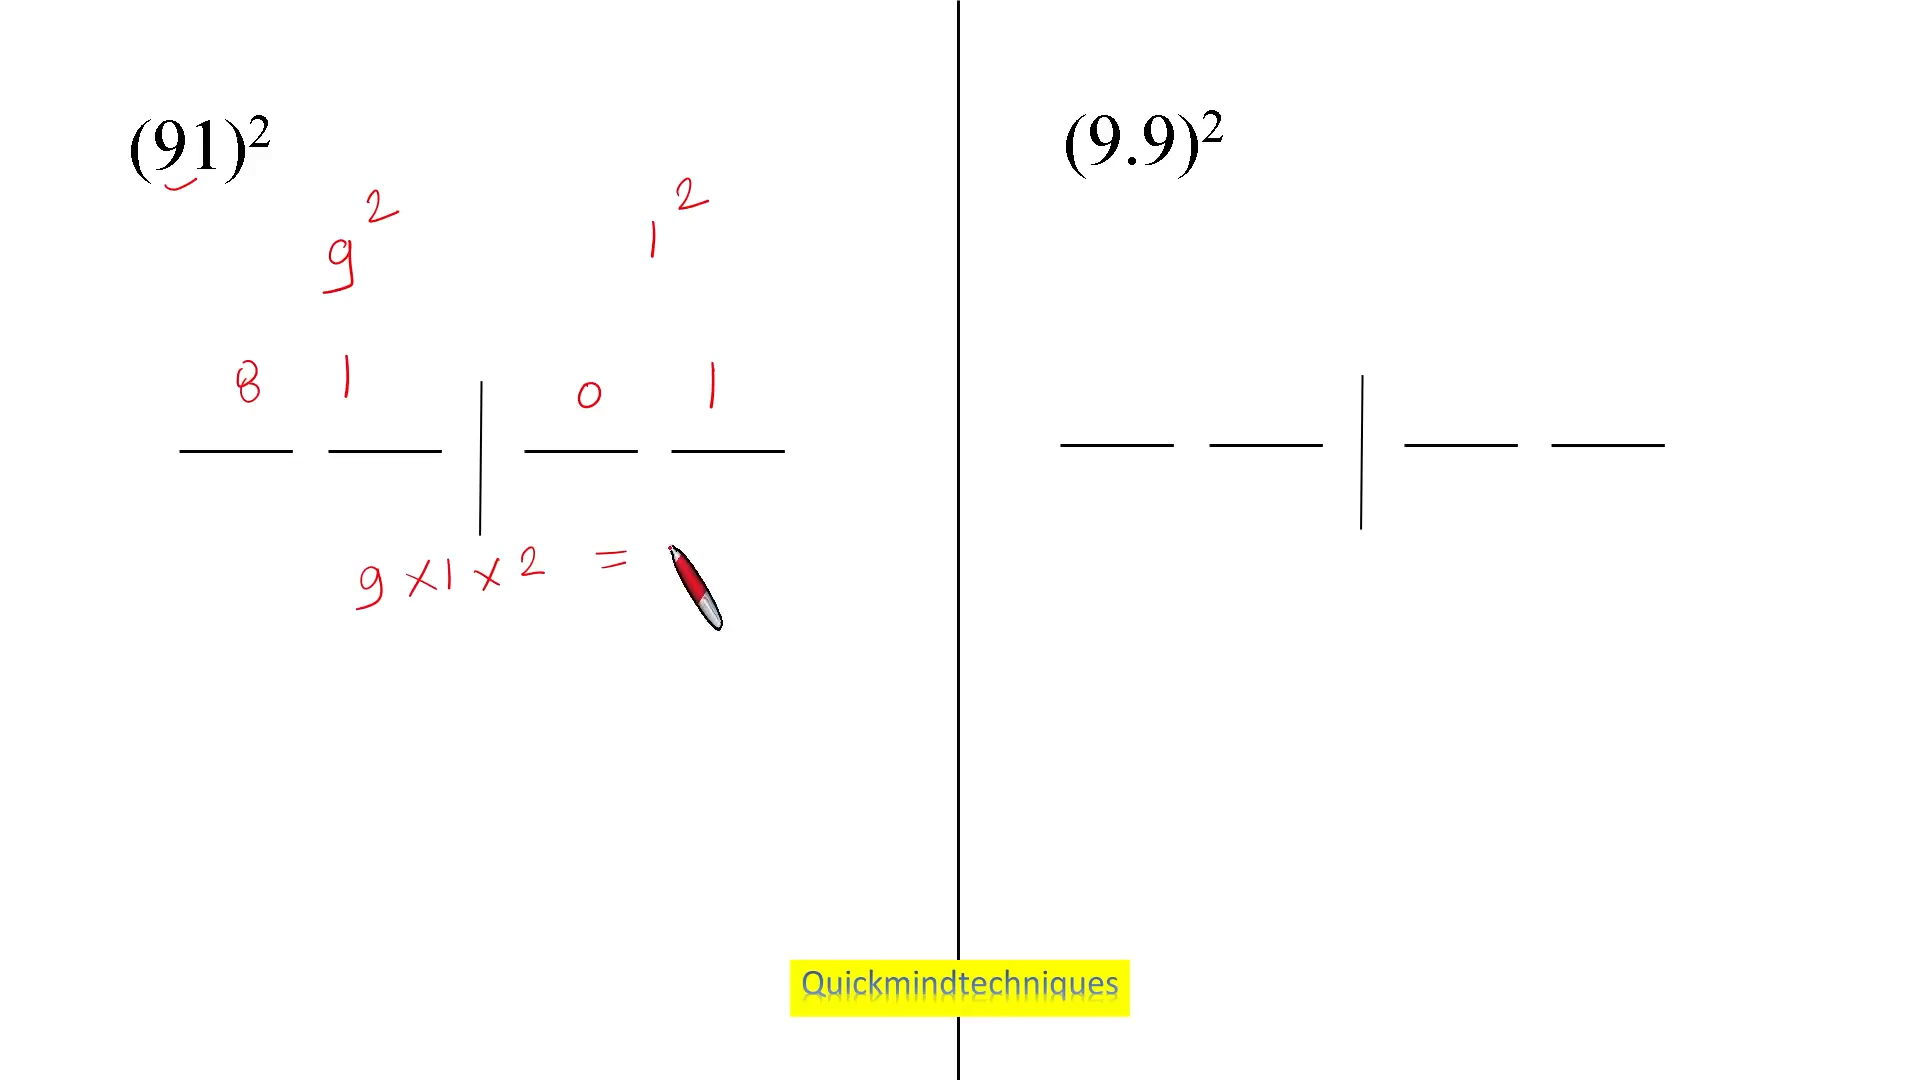 (91)²
9² 1²
8 1 0 1
9 x 1 x 2 =
(9.9)²
Quickmindtechniques